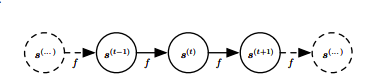 s(...) s(t−1) s(t) s(t+1) s(...)
f f f f